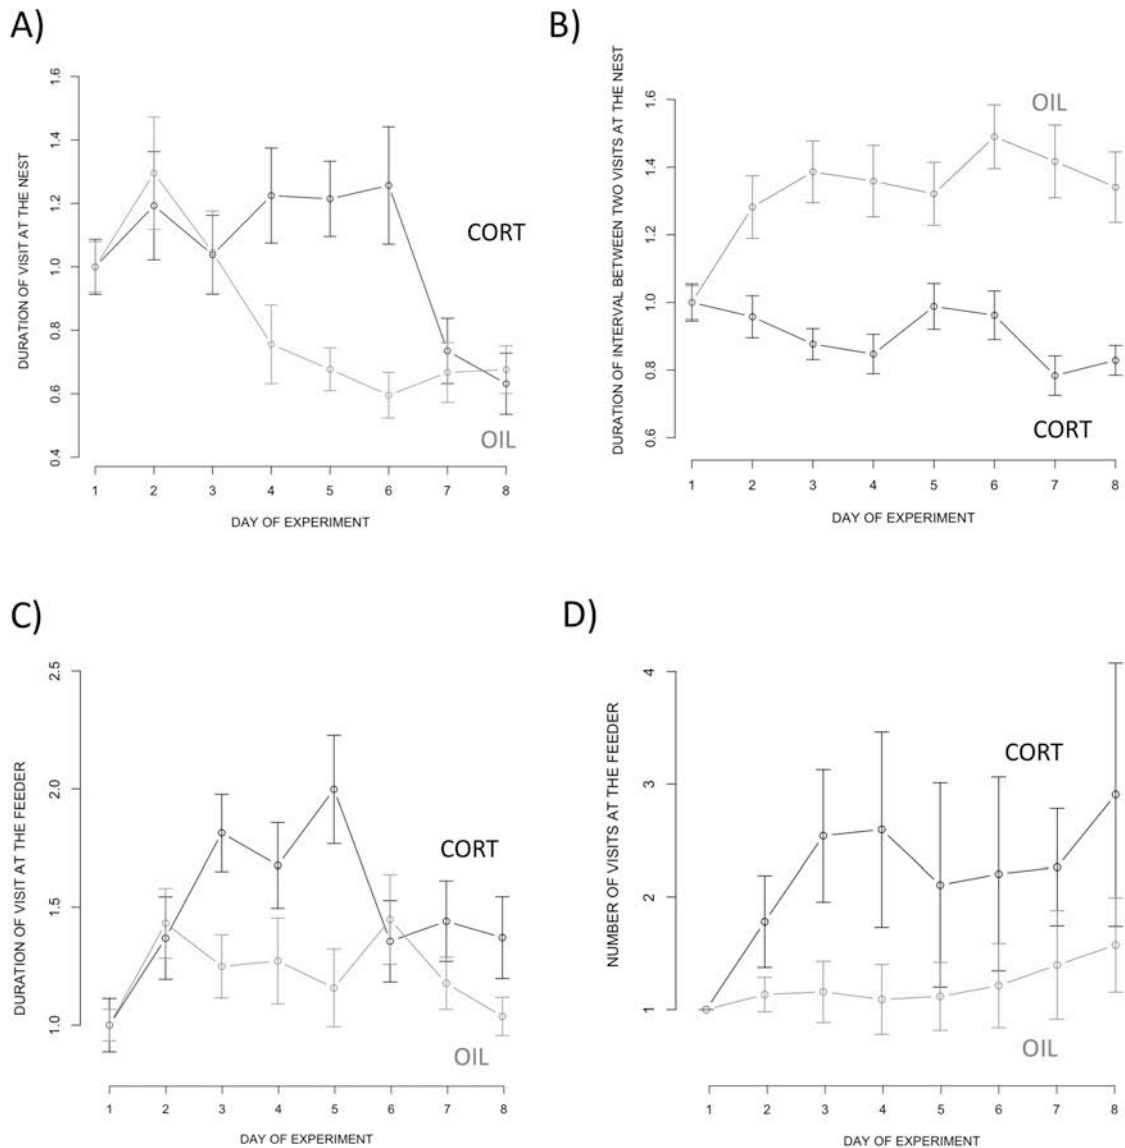 A)
DURATION OF VISIT AT THE NEST
1.6
1.4
1.2
1.0
0.8
0.6
0.4
CORT
OIL
1 2 3 4 5 6 7 8
DAY OF EXPERIMENT
B)
DURATION OF INTERVAL BETWEEN TWO VISITS AT THE NEST
1.6
1.4
1.2
1.0
0.8
0.6
OIL
CORT
1 2 3 4 5 6 7 8
DAY OF EXPERIMENT
C)
DURATION OF VISIT AT THE FEEDER
2.5
2.0
1.5
1.0
CORT
OIL
1 2 3 4 5 6 7 8
DAY OF EXPERIMENT
D)
NUMBER OF VISITS AT THE FEEDER
4
3
2
1
CORT
OIL
1 2 3 4 5 6 7 8
DAY OF EXPERIMENT